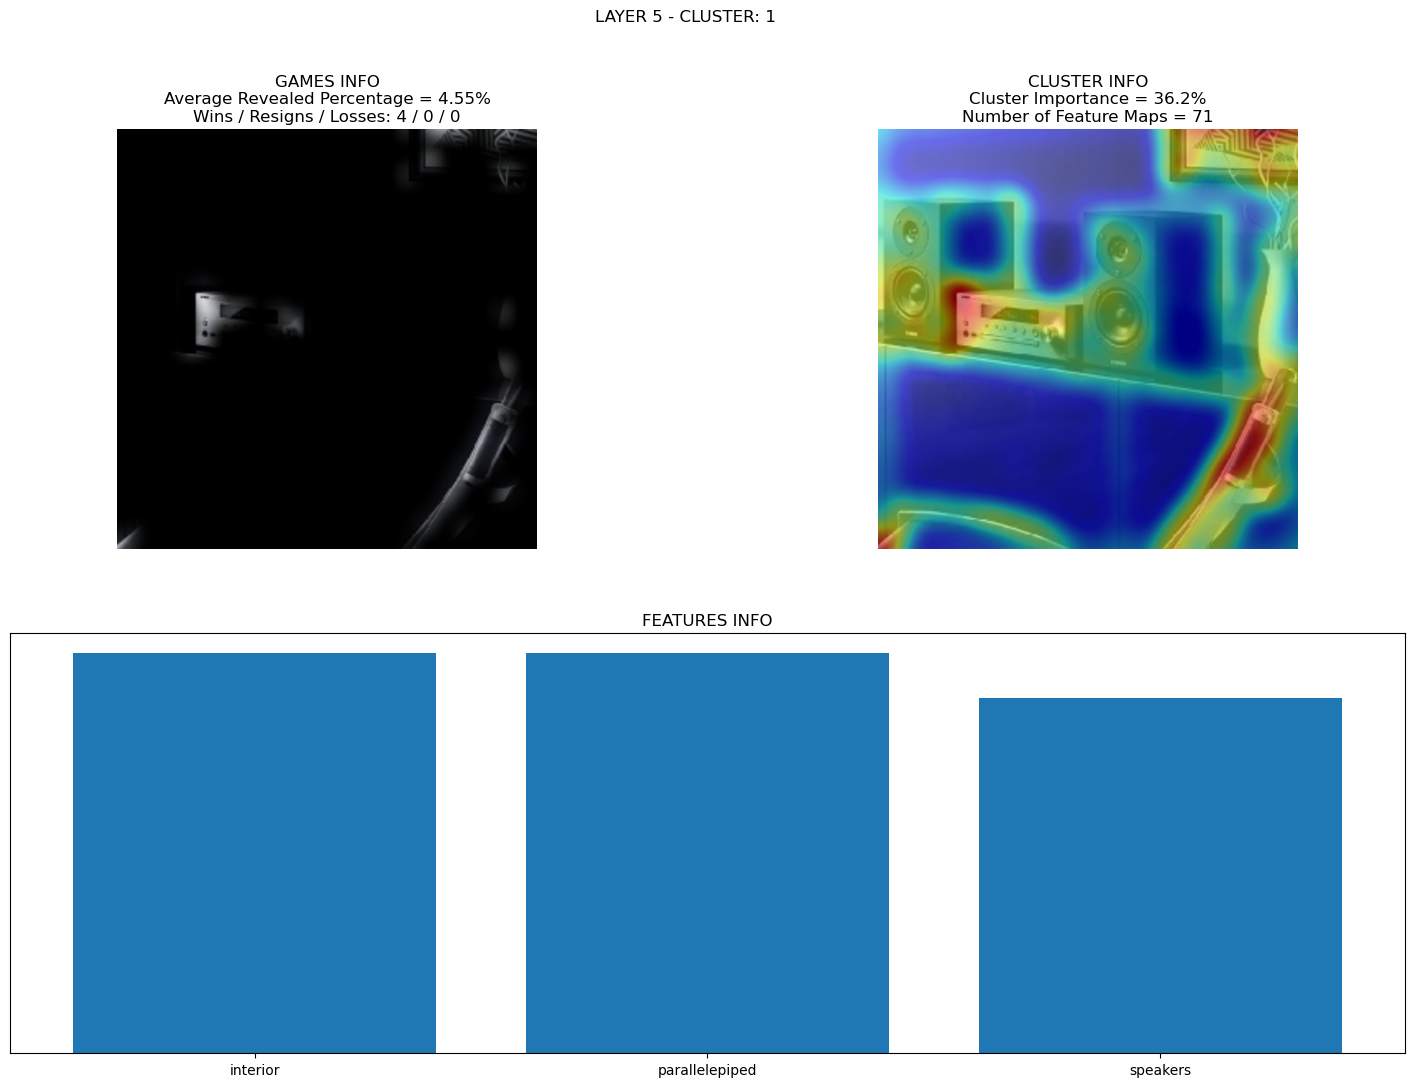 LAYER 5 - CLUSTER: 1
GAMES INFO
Average Revealed Percentage = 4.55%
Wins / Resigns / Losses: 4 / 0 / 0
CLUSTER INFO
Cluster Importance = 36.2%
Number of Feature Maps = 71
FEATURES INFO
interior
parallelepiped
speakers